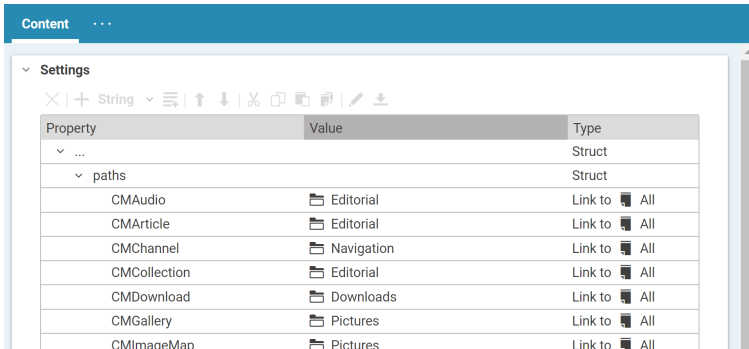 Content ...
Settings
String
Property Value Type
... Struct
paths Struct
CMAudio Editorial Link to All
CMArticle Editorial Link to All
CMChannel Navigation Link to All
CMCollection Editorial Link to All
CMDownload Downloads Link to All
CMGallery Pictures Link to All
CMImageMap Pictures Link to All